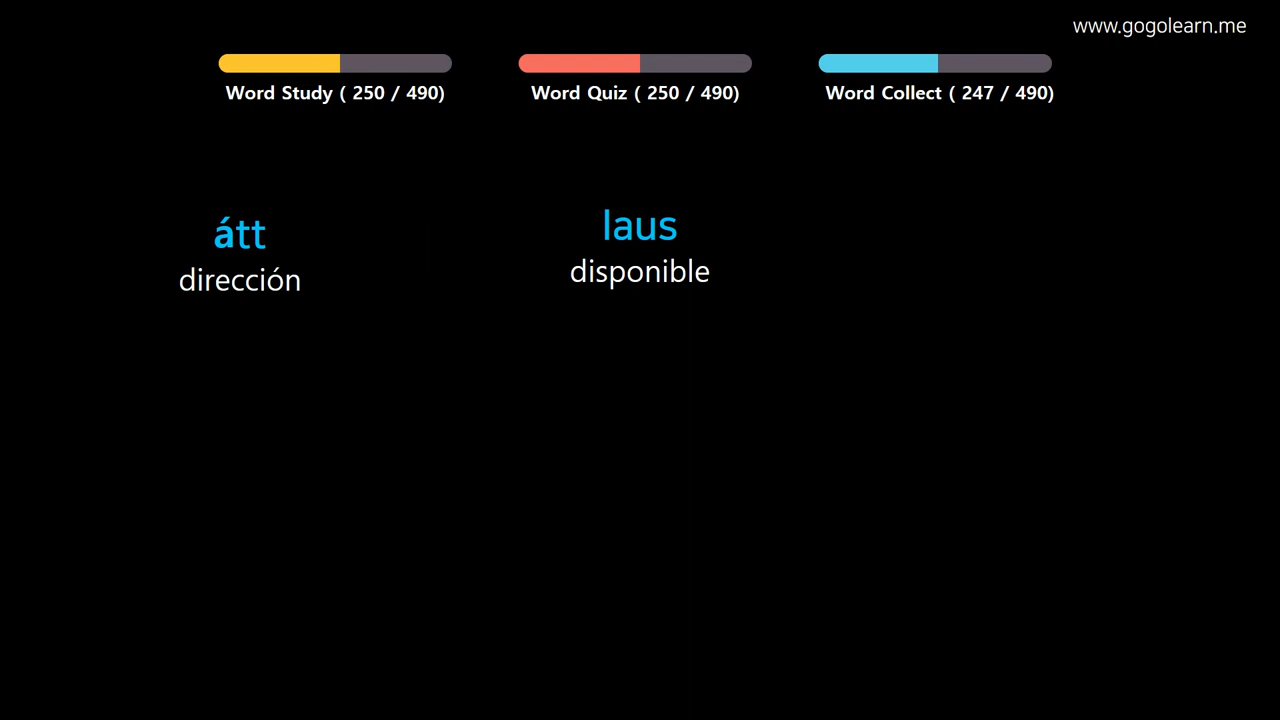 www.gogolearn.me
Word Study ( 250 / 490)
Word Quiz ( 250 / 490)
Word Collect ( 247 / 490)
átt
dirección
laus
disponible